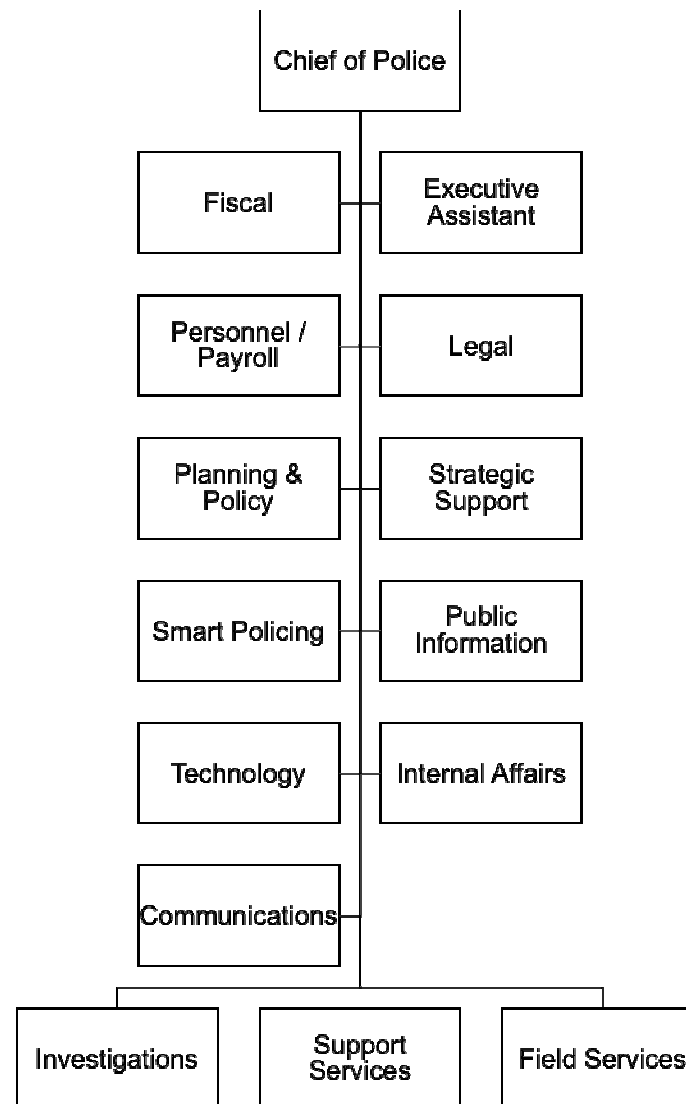 Chief of Police
Fiscal
Executive
Assistant
Personnel /
Payroll
Legal
Planning &
Policy
Strategic
Support
Smart Policing
Public
Information
Technology
Internal Affairs
Communications
Investigations
Support
Services
Field Services